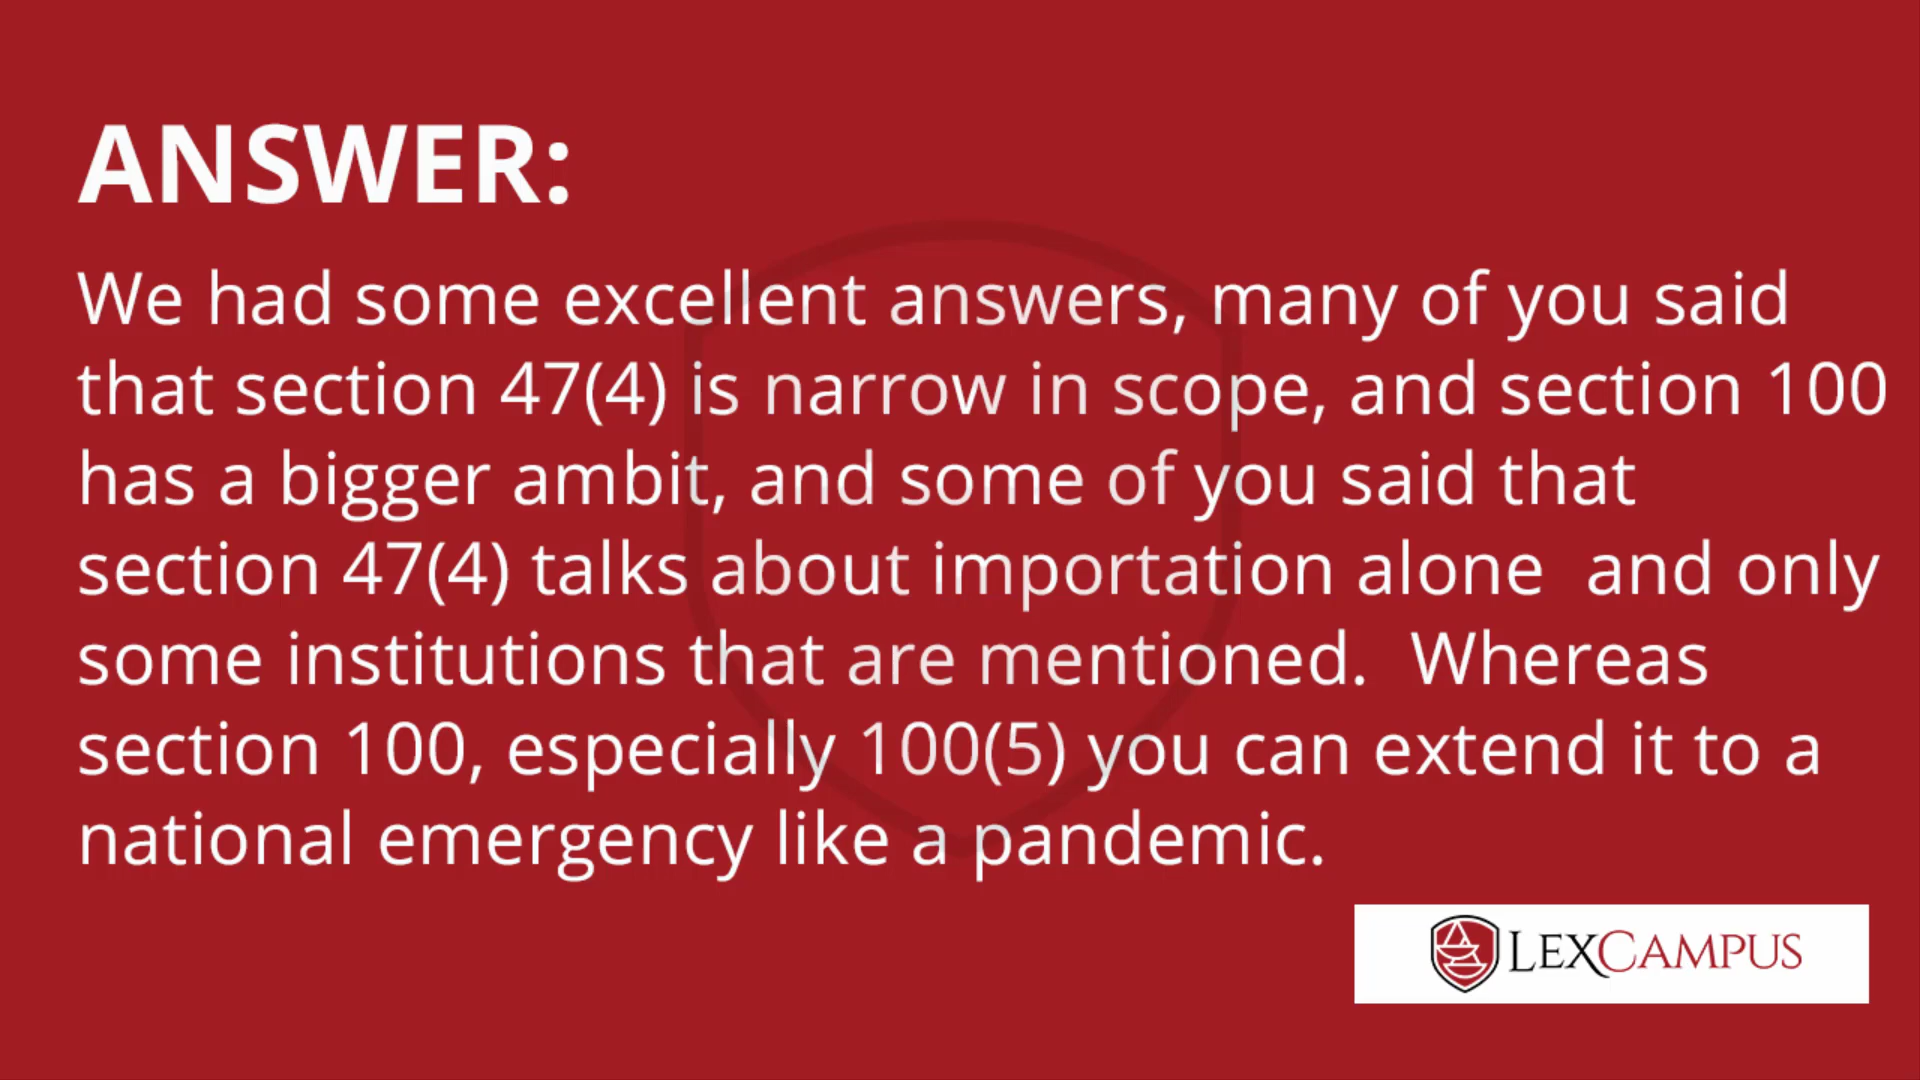 ANSWER:
We had some excellent answers, many of you said
that section 47(4) is narrow in scope, and section 100
has a bigger ambit, and some of you said that
section 47(4) talks about importation alone  and only
some institutions that are mentioned.  Whereas
section 100, especially 100(5) you can extend it to a
national emergency like a pandemic.
LEXCAMPUS